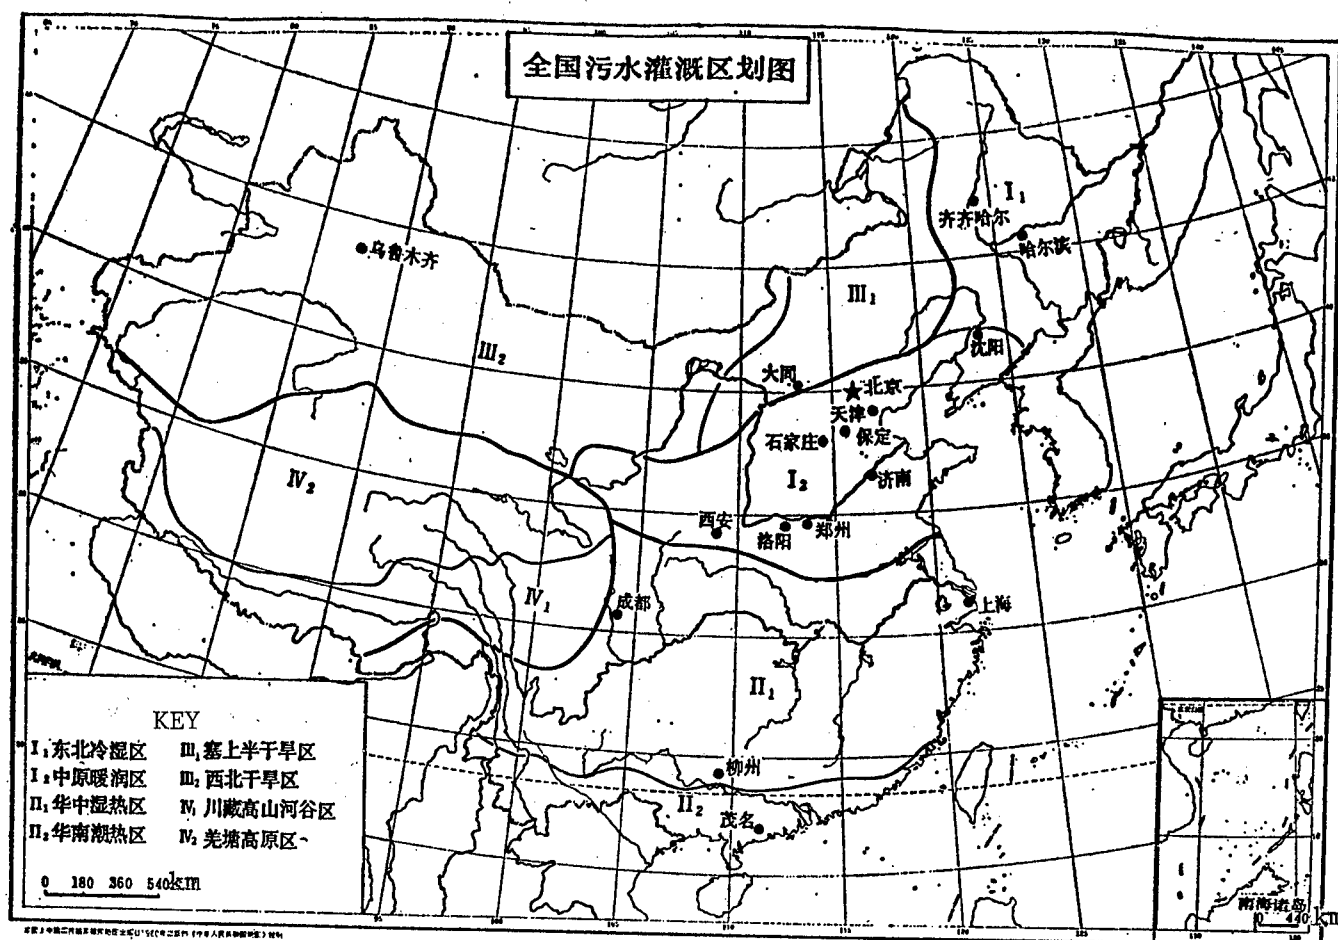 全国污水灌溉区划图
I₁
齐齐哈尔
哈尔滨
乌鲁木齐
III₁
III₂
沈阳
大同
北京
天津
保定
石家庄
I₂
济南
IV₂
西安
洛阳
郑州
IV₁
成都
上海
II₁
柳州
II₂
茂名
KEY
I₁东北冷湿区 III₁塞上半干旱区
I₂中原暖润区 III₂西北干旱区
II₁华中湿热区 IV₁川藏高山河谷区
II₂华南潮热区 IV₂羌塘高原区
0 180 360 540km
南海诸岛
0 440 km